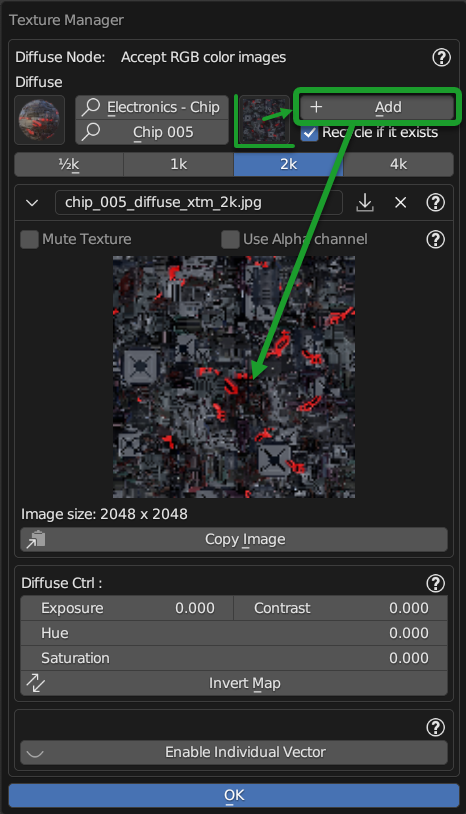 Texture Manager
Diffuse Node: Accept RGB color images
Diffuse
Electronics - Chip
+ Add
Chip 005
Recycle if it exists
½k 1k 2k 4k
chip_005_diffuse_xtm_2k.jpg
Mute Texture Use Alpha channel
Image size: 2048 x 2048
Copy Image
Diffuse Ctrl :
Exposure 0.000 Contrast 0.000
Hue 0.000
Saturation 0.000
Invert Map
Enable Individual Vector
OK